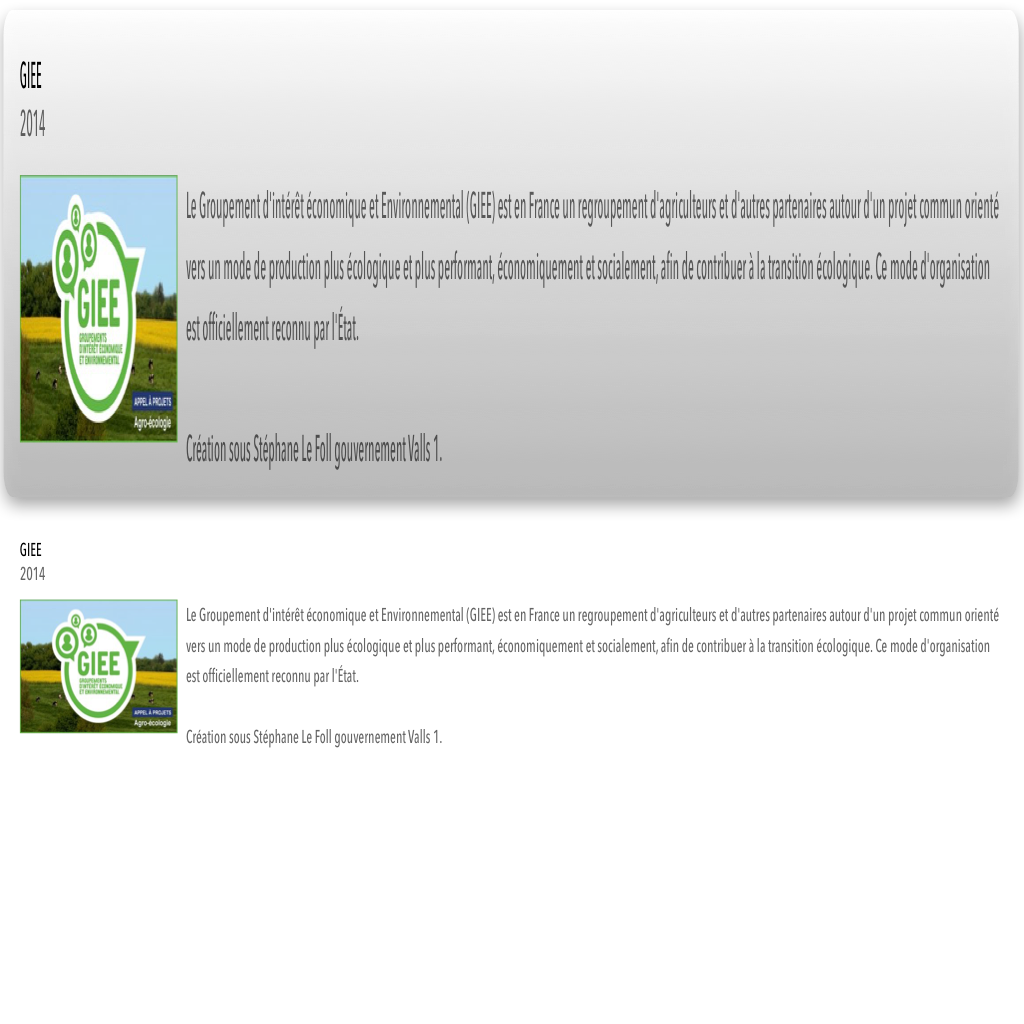 GIEE
2014
Le Groupement d'intérêt économique et Environnemental (GIEE) est en France un regroupement d'agriculteurs et d'autres partenaires autour d'un projet commun orienté
vers un mode de production plus écologique et plus performant, économiquement et socialement, afin de contribuer à la transition écologique. Ce mode d'organisation
est officiellement reconnu par l'État.
GIEE
GROUPEMENTS
D'INTÉRÊT ÉCONOMIQUE
ET ENVIRONNEMENTAL
APPEL À PROJETS
Agro-écologie
Création sous Stéphane Le Foll gouvernement Valls 1.
GIEE
2014
Le Groupement d'intérêt économique et Environnemental (GIEE) est en France un regroupement d'agriculteurs et d'autres partenaires autour d'un projet commun orienté
vers un mode de production plus écologique et plus performant, économiquement et socialement, afin de contribuer à la transition écologique. Ce mode d'organisation
est officiellement reconnu par l'État.
GIEE
GROUPEMENTS
D'INTÉRÊT ÉCONOMIQUE
ET ENVIRONNEMENTAL
APPEL À PROJETS
Agro-écologie
Création sous Stéphane Le Foll gouvernement Valls 1.